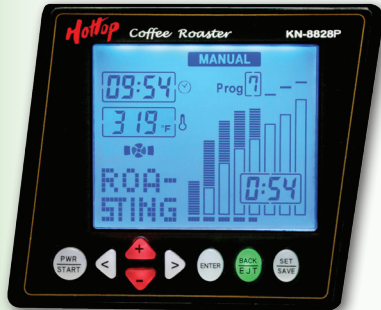 Hottop Coffee Roaster KN-8828P
MANUAL
09:54 Prog 7
319 °F
ROA-
STING
0:54
PWR
START
< + - >
ENTER
BACK
EJT
SET
SAVE